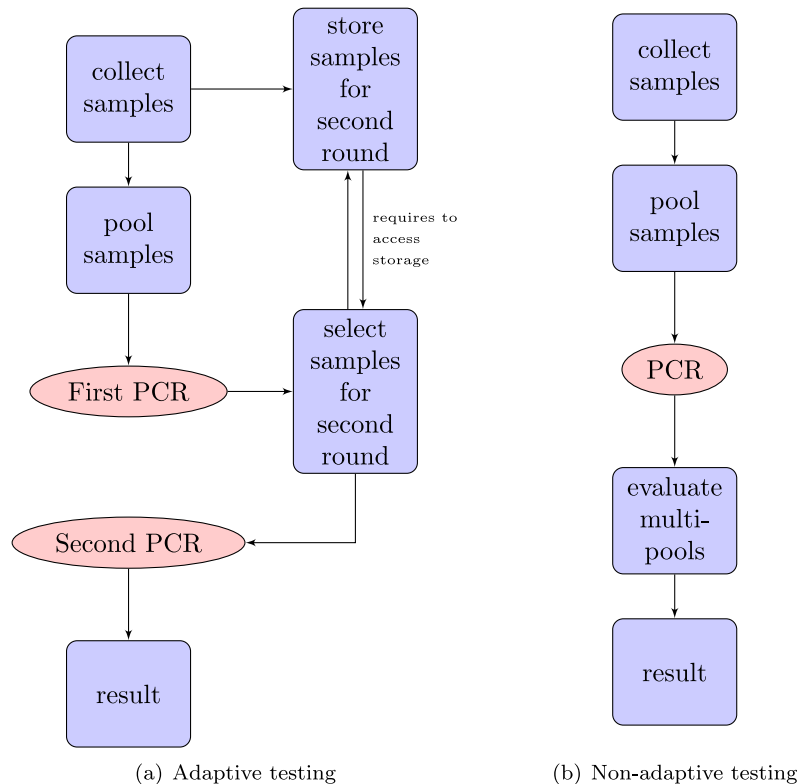 collect
samples
store
samples
for
second
round
pool
samples
requires to
access
storage
First PCR
select
samples
for
second
round
Second PCR
result
(a) Adaptive testing
collect
samples
pool
samples
PCR
evaluate
multi-
pools
result
(b) Non-adaptive testing